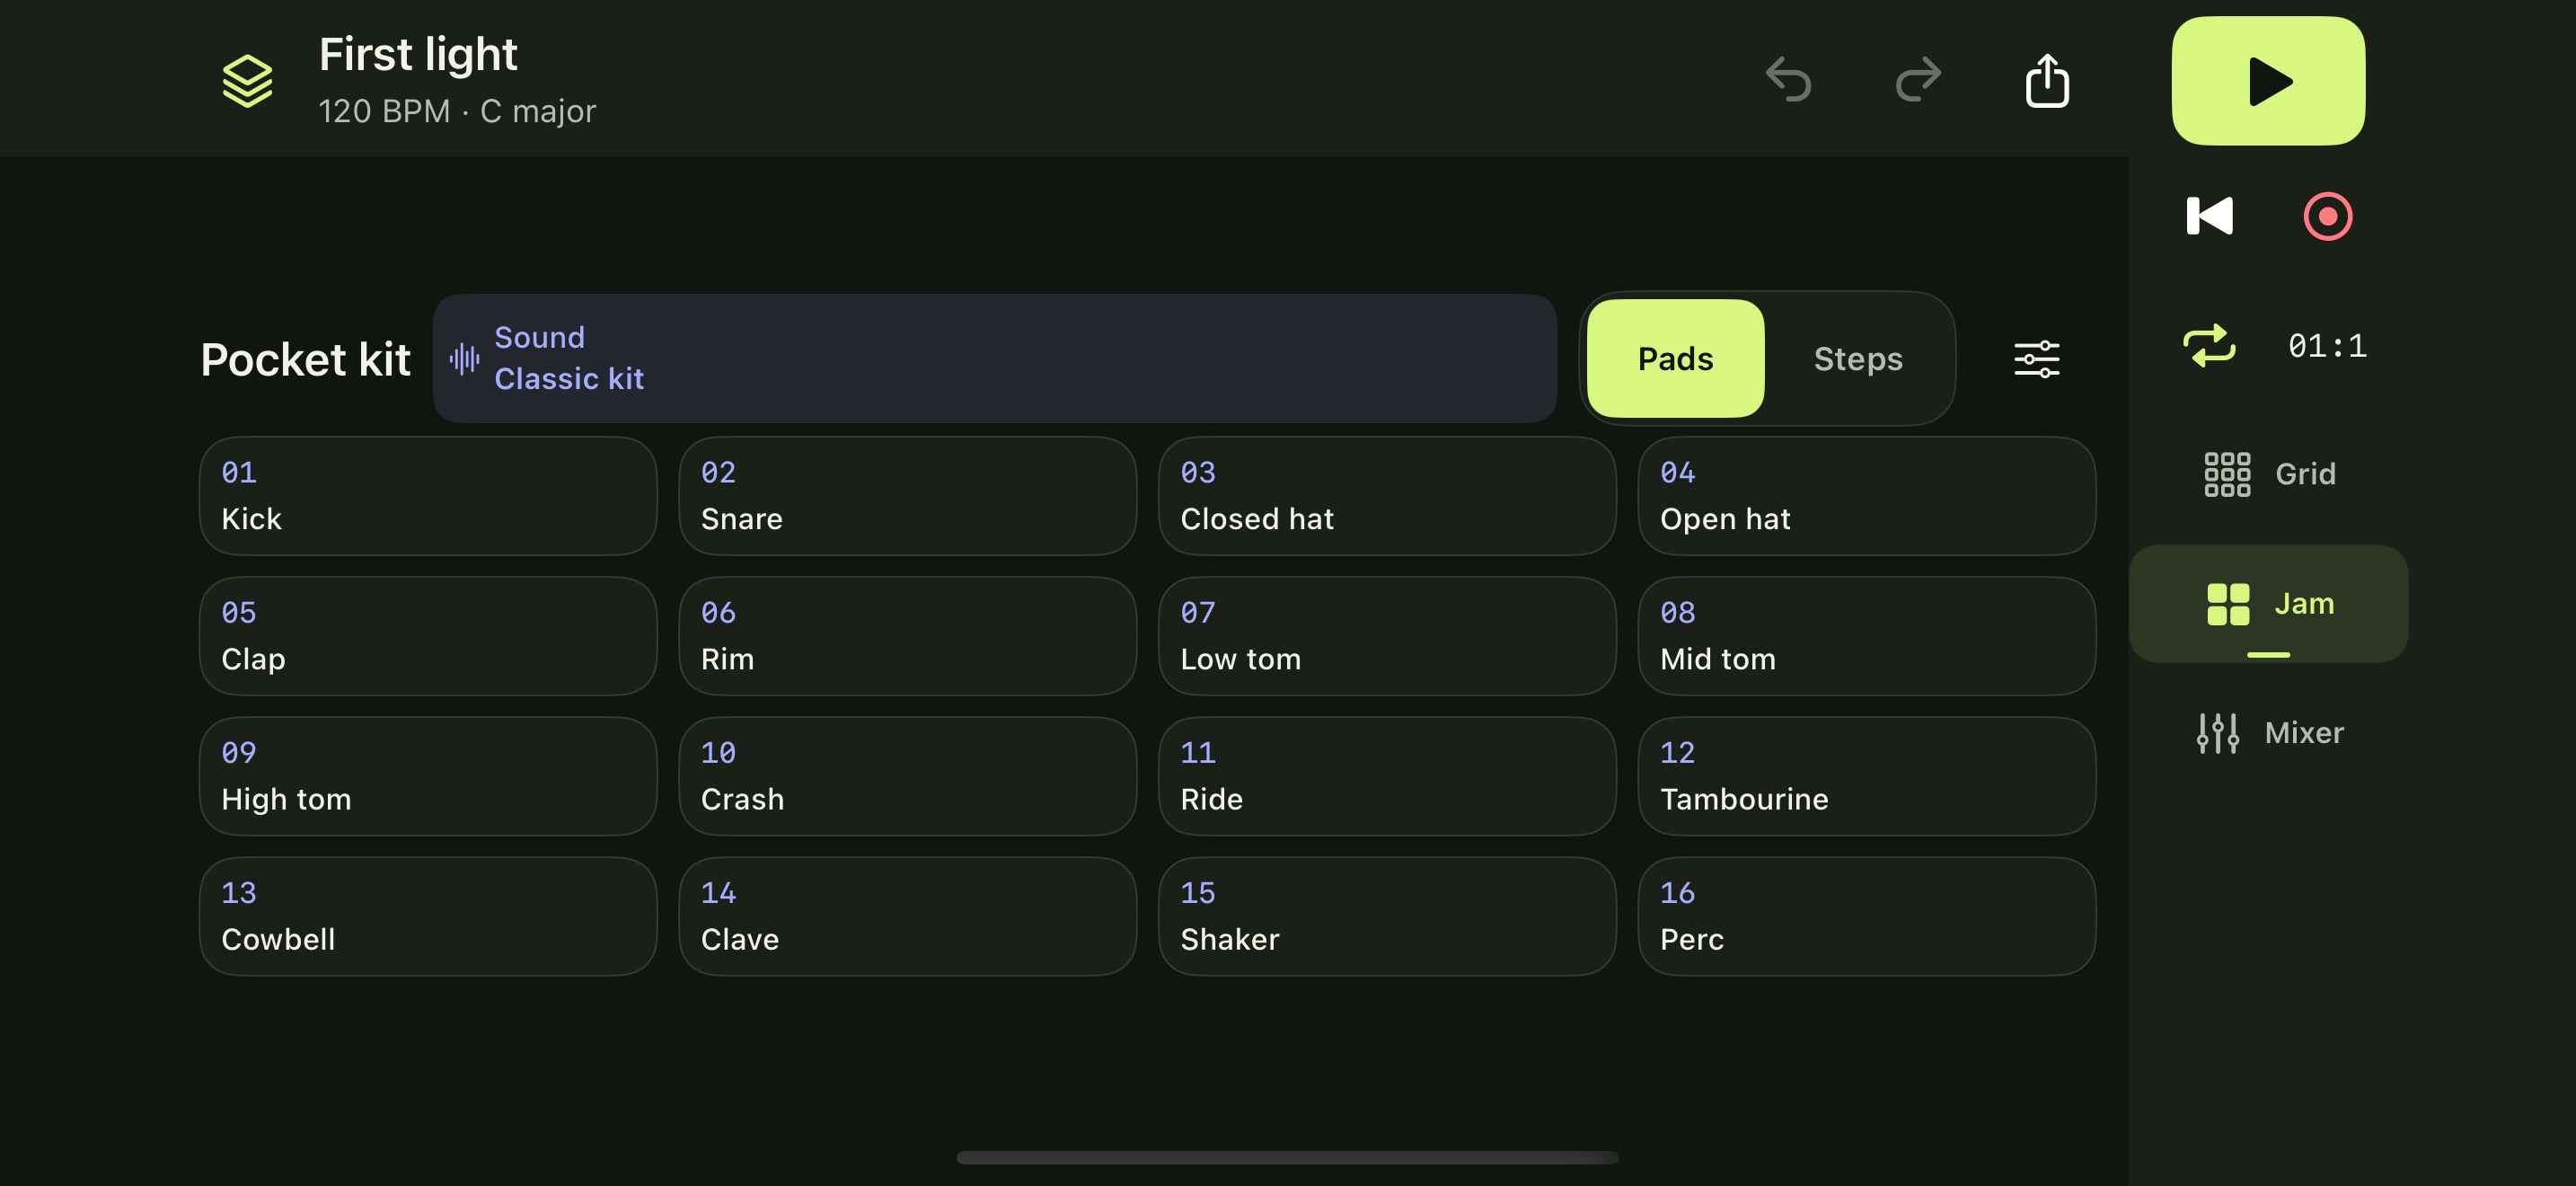 First light
120 BPM · C major
Pocket kit
Sound
Classic kit
Pads
Steps
01:1
01
Kick
02
Snare
03
Closed hat
04
Open hat
05
Clap
06
Rim
07
Low tom
08
Mid tom
09
High tom
10
Crash
11
Ride
12
Tambourine
13
Cowbell
14
Clave
15
Shaker
16
Perc
Grid
Jam
Mixer